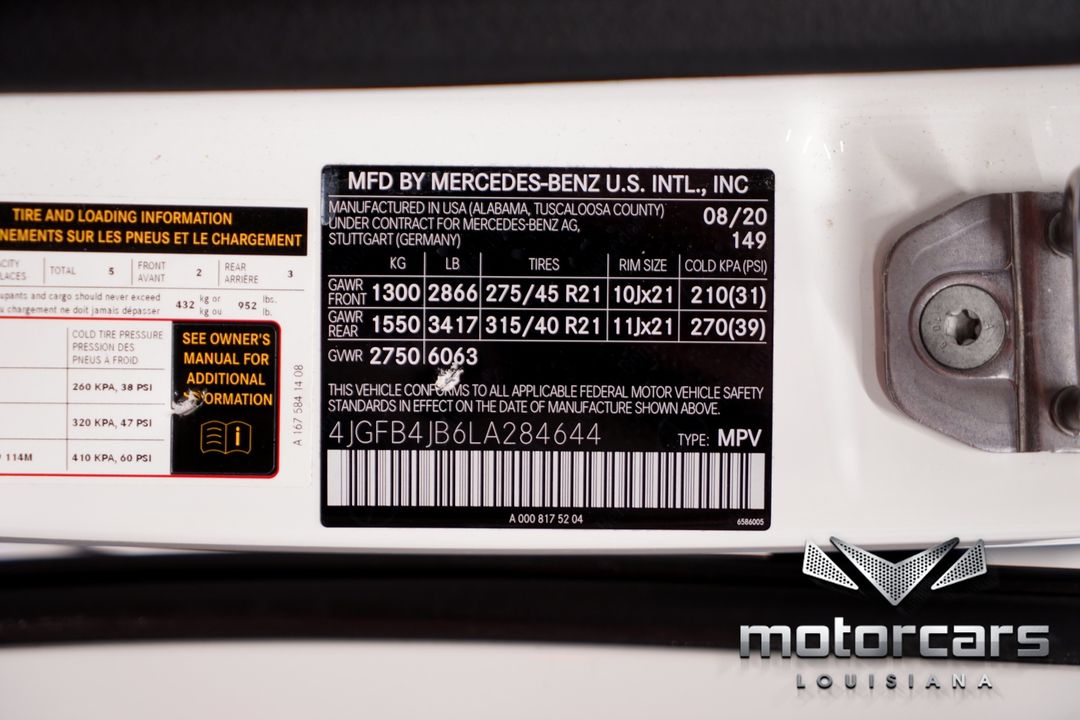 TIRE AND LOADING INFORMATION
NEMENTS SUR LES PNEUS ET LE CHARGEMENT
TOTAL 5 FRONT AVANT 2 REAR ARRIÈRE 3
upants and cargo should never exceed
u chargement ne doit jamais dépasser
432 kg or kg ou 952 lbs. lb.
COLD TIRE PRESSURE
PRESSION DES
PNEUS À FROID
260 KPA, 38 PSI
320 KPA, 47 PSI
114M 410 KPA, 60 PSI
SEE OWNER'S
MANUAL FOR
ADDITIONAL
INFORMATION
A 167 584 14 08
MFD BY MERCEDES-BENZ U.S. INTL., INC
MANUFACTURED IN USA (ALABAMA, TUSCALOOSA COUNTY)
UNDER CONTRACT FOR MERCEDES-BENZ AG,
STUTTGART (GERMANY)
08/20
149
KG LB TIRES RIM SIZE COLD KPA (PSI)
GAWR FRONT 1300 2866 275/45 R21 10Jx21 210(31)
GAWR REAR 1550 3417 315/40 R21 11Jx21 270(39)
GVWR 2750 6063
THIS VEHICLE CONFORMS TO ALL APPLICABLE FEDERAL MOTOR VEHICLE SAFETY
STANDARDS IN EFFECT ON THE DATE OF MANUFACTURE SHOWN ABOVE.
4JGFB4JB6LA284644 TYPE: MPV
A 000 817 52 04 6586005
motorcars
LOUISIANA